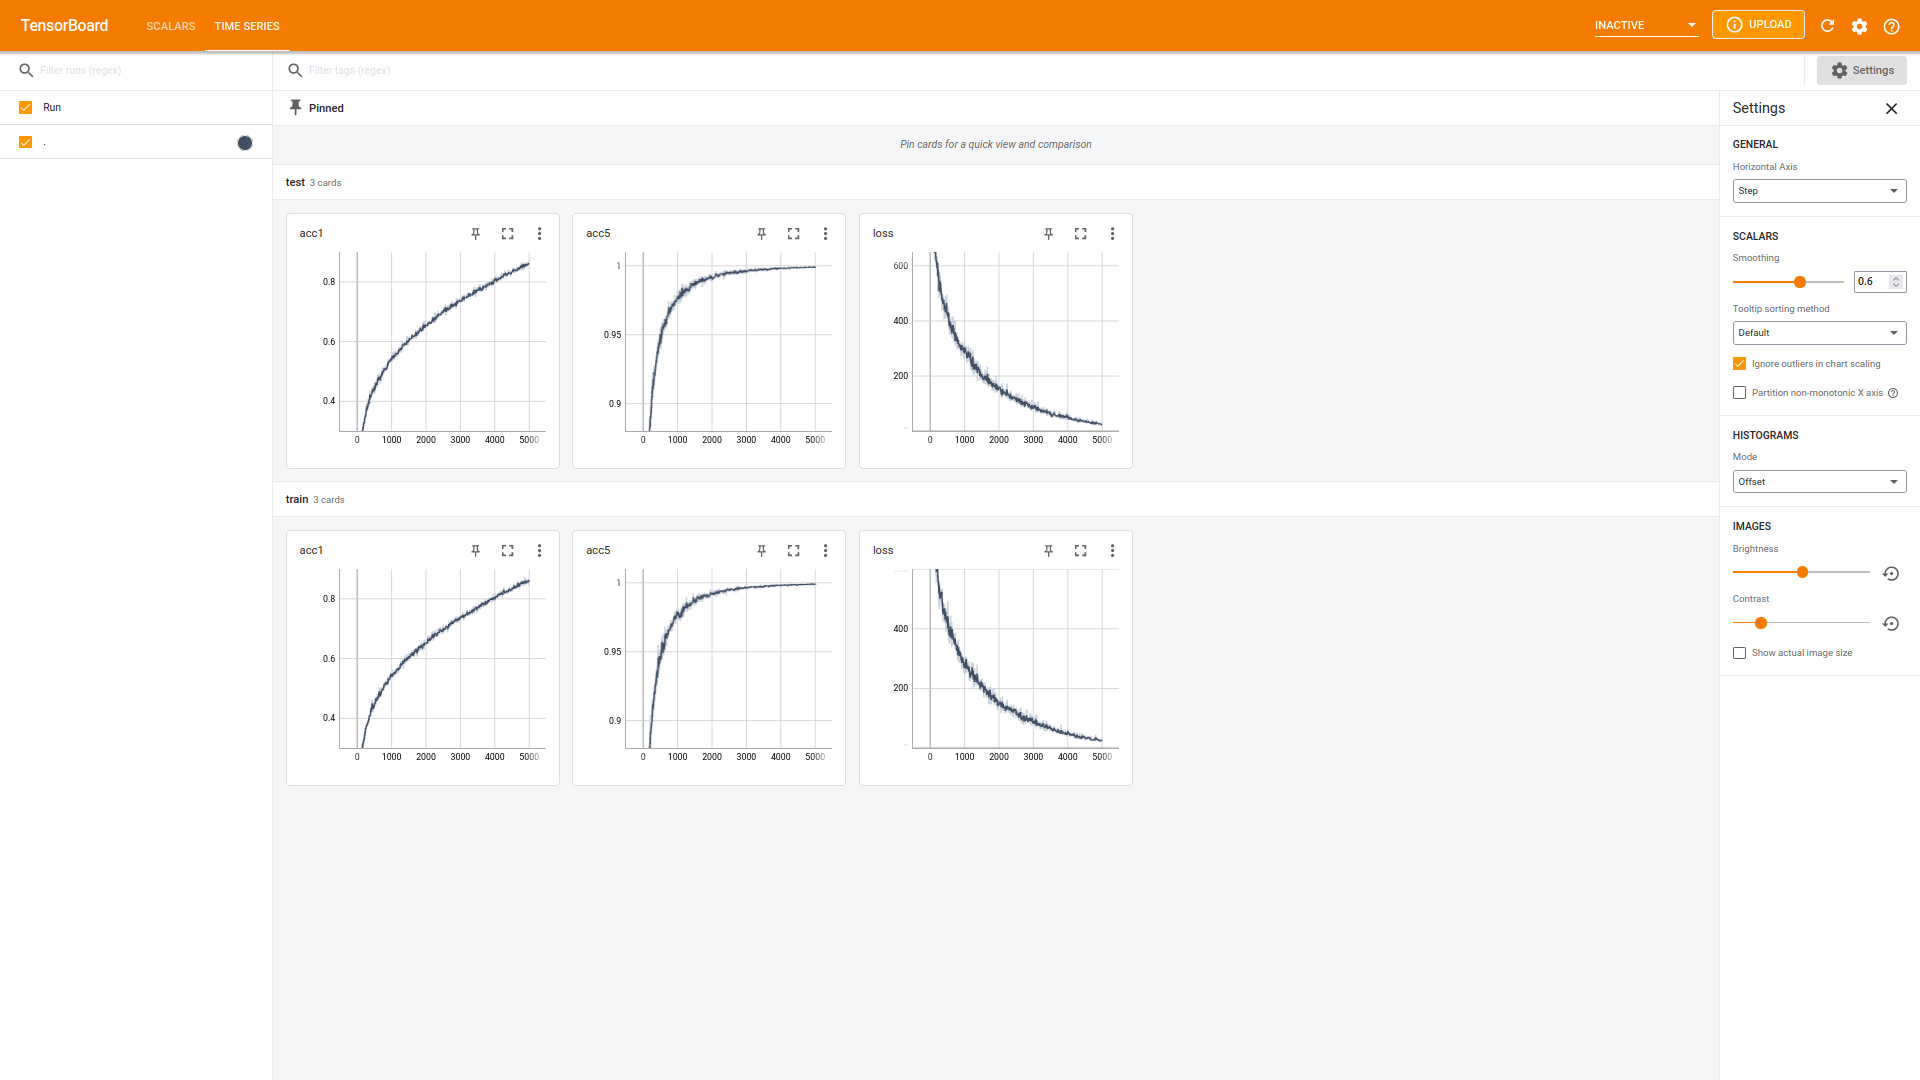 TensorBoard SCALARS TIME SERIES INACTIVE UPLOAD
Filter runs (regex) Filter tags (regex) Settings
Run
.
Pinned
Pin cards for a quick view and comparison
test 3 cards
acc1
0.8
0.6
0.4
0 1000 2000 3000 4000 5000
acc5
1
0.95
0.9
0 1000 2000 3000 4000 5000
loss
600
400
200
0 1000 2000 3000 4000 5000
train 3 cards
acc1
0.8
0.6
0.4
0 1000 2000 3000 4000 5000
acc5
1
0.95
0.9
0 1000 2000 3000 4000 5000
loss
400
200
0 1000 2000 3000 4000 5000
Settings
GENERAL
Horizontal Axis
Step
SCALARS
Smoothing
0.6
Tooltip sorting method
Default
Ignore outliers in chart scaling
Partition non-monotonic X axis
HISTOGRAMS
Mode
Offset
IMAGES
Brightness
Contrast
Show actual image size